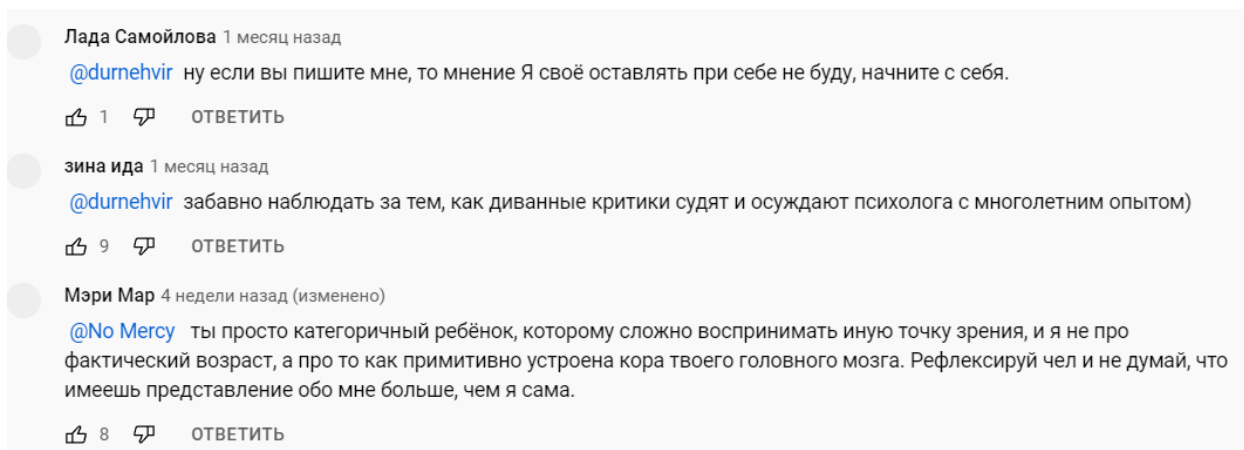 Лада Самойлова 1 месяц назад
@durnehvir ну если вы пишите мне, то мнение Я своё оставлять при себе не буду, начните с себя.
1 ОТВЕТИТЬ
зина ида 1 месяц назад
@durnehvir забавно наблюдать за тем, как диванные критики судят и осуждают психолога с многолетним опытом)
9 ОТВЕТИТЬ
Мэри Мар 4 недели назад (изменено)
@No Mercy ты просто категоричный ребёнок, которому сложно воспринимать иную точку зрения, и я не про
фактический возраст, а про то как примитивно устроена кора твоего головного мозга. Рефлексируй чел и не думай, что
имеешь представление обо мне больше, чем я сама.
8 ОТВЕТИТЬ